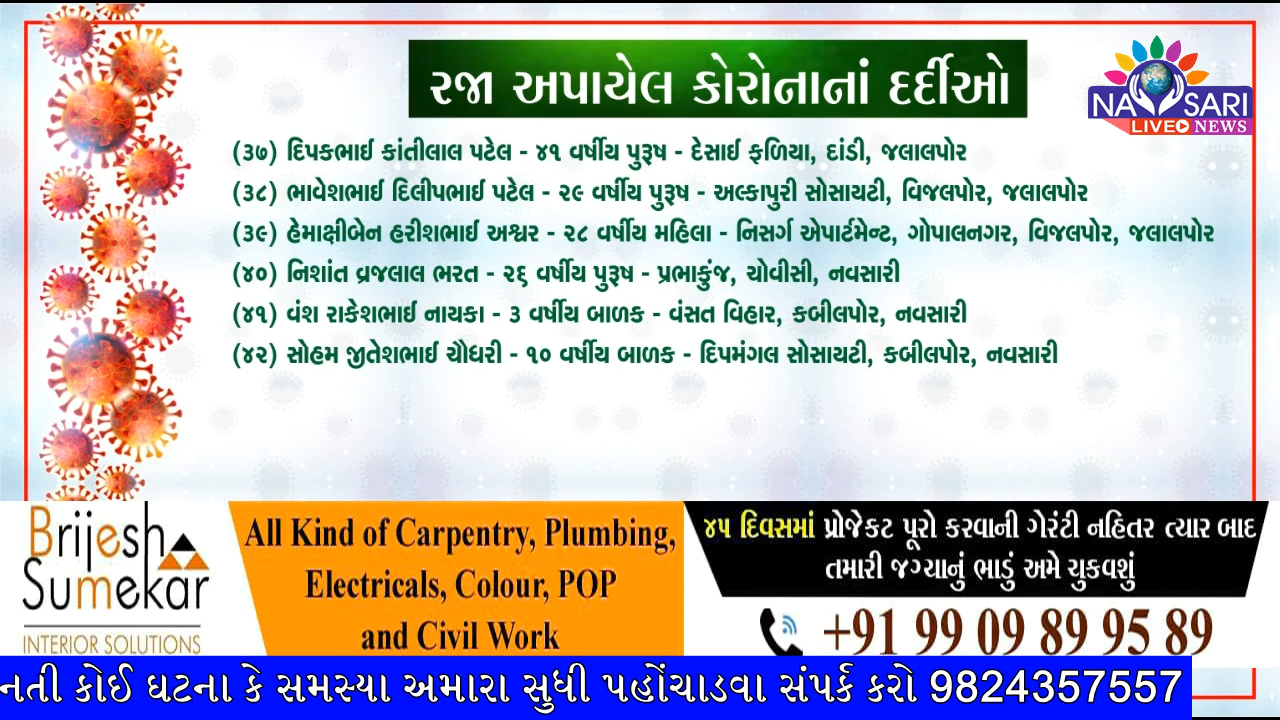 રજા અપાયેલ કોરોનાનાં દર્દીઓ
NAVSARI
LIVE NEWS
(૩૭) દિપકભાઈ કાંતીલાલ પટેલ - ૪૧ વર્ષીય પુરૂષ - દેસાઈ ફળિયા, દાંડી, જલાલપોર
(૩૮) ભાવેશભાઈ દિલીપભાઈ પટેલ - ૨૯ વર્ષીય પુરૂષ - અલ્કાપુરી સોસાયટી, વિજલપોર, જલાલપોર
(૩૯) હેમાક્ષીબેન હરીશભાઈ અશ્વર - ૨૮ વર્ષીય મહિલા - નિસર્ગ એપાર્ટમેન્ટ, ગોપાલનગર, વિજલપોર, જલાલપોર
(૪૦) નિશાંત વ્રજલાલ ભરત - ૨૬ વર્ષીય પુરૂષ - પ્રભાકુંજ, ચોવીસી, નવસારી
(૪૧) વંશ રાકેશભાઈ નાયકા - ૩ વર્ષીય બાળક - વંસત વિહાર, કબીલપોર, નવસારી
(૪૨) સોહમ જીતેશભાઈ ચૌધરી - ૧૦ વર્ષીય બાળક - દિપમંગલ સોસાયટી, કબીલપોર, નવસારી
Brijesh
Sumekar
INTERIOR SOLUTIONS
All Kind of Carpentry, Plumbing,
Electricals, Colour, POP
and Civil Work
૪૫ દિવસમાં પ્રોજેકટ પૂરો કરવાની ગેરંટી નહિતર ત્યાર બાદ
તમારી જગ્યાનું ભાડું અમે ચુકવશું
+91 99 09 89 95 89
નતી કોઈ ઘટના કે સમસ્યા અમારા સુધી પહોંચાડવા સંપર્ક કરો 9824357557